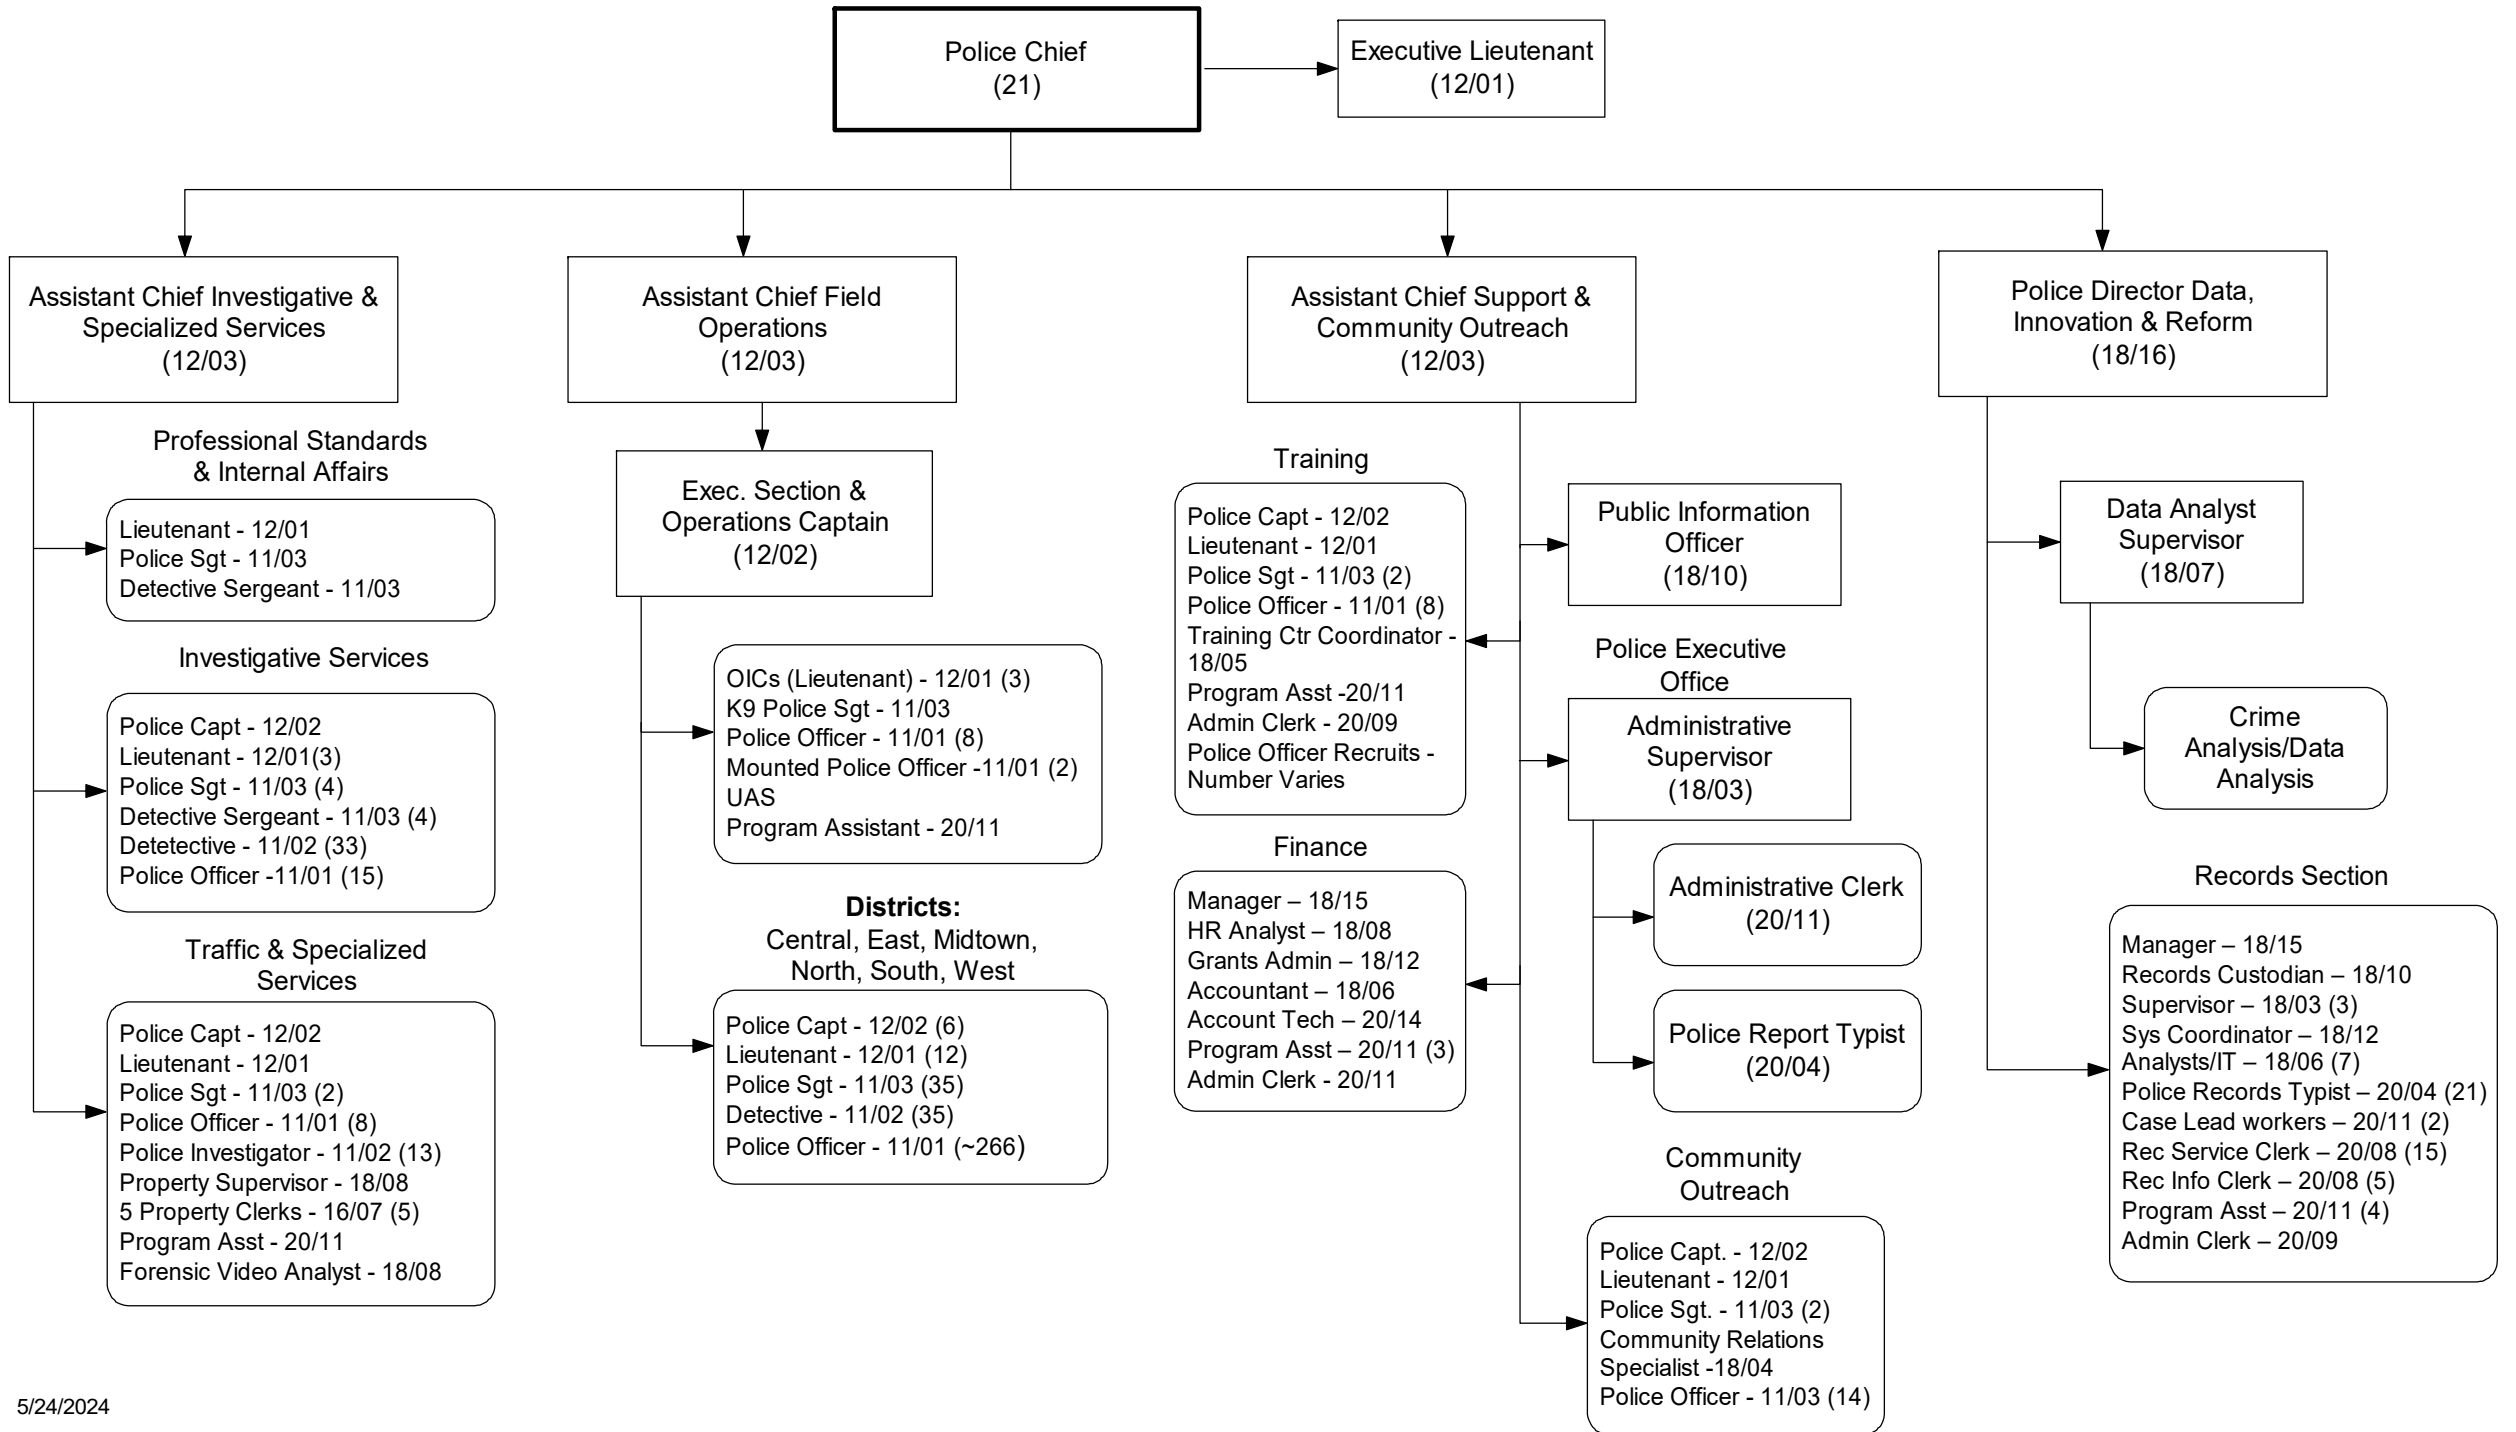 Police Chief
(21)
Executive Lieutenant
(12/01)
Assistant Chief Investigative &
Specialized Services
(12/03)
Assistant Chief Field
Operations
(12/03)
Assistant Chief Support &
Community Outreach
(12/03)
Police Director Data,
Innovation & Reform
(18/16)
Professional Standards
& Internal Affairs
Lieutenant - 12/01
Police Sgt - 11/03
Detective Sergeant - 11/03
Investigative Services
Police Capt - 12/02
Lieutenant - 12/01(3)
Police Sgt - 11/03 (4)
Detective Sergeant - 11/03 (4)
Detetective - 11/02 (33)
Police Officer -11/01 (15)
Traffic & Specialized
Services
Police Capt - 12/02
Lieutenant - 12/01
Police Sgt - 11/03 (2)
Police Officer - 11/01 (8)
Police Investigator - 11/02 (13)
Property Supervisor - 18/08
5 Property Clerks - 16/07 (5)
Program Asst - 20/11
Forensic Video Analyst - 18/08
Exec. Section &
Operations Captain
(12/02)
OICs (Lieutenant) - 12/01 (3)
K9 Police Sgt - 11/03
Police Officer - 11/01 (8)
Mounted Police Officer -11/01 (2)
UAS
Program Assistant - 20/11
Districts:
Central, East, Midtown,
North, South, West
Police Capt - 12/02 (6)
Lieutenant - 12/01 (12)
Police Sgt - 11/03 (35)
Detective - 11/02 (35)
Police Officer - 11/01 (~266)
Training
Police Capt - 12/02
Lieutenant - 12/01
Police Sgt - 11/03 (2)
Police Officer - 11/01 (8)
Training Ctr Coordinator -
18/05
Program Asst -20/11
Admin Clerk - 20/09
Police Officer Recruits -
Number Varies
Finance
Manager – 18/15
HR Analyst – 18/08
Grants Admin – 18/12
Accountant – 18/06
Account Tech – 20/14
Program Asst – 20/11 (3)
Admin Clerk - 20/11
Public Information
Officer
(18/10)
Police Executive
Office
Administrative
Supervisor
(18/03)
Administrative Clerk
(20/11)
Police Report Typist
(20/04)
Community
Outreach
Police Capt. - 12/02
Lieutenant - 12/01
Police Sgt. - 11/03 (2)
Community Relations
Specialist -18/04
Police Officer - 11/03 (14)
Data Analyst
Supervisor
(18/07)
Crime
Analysis/Data
Analysis
Records Section
Manager – 18/15
Records Custodian – 18/10
Supervisor – 18/03 (3)
Sys Coordinator – 18/12
Analysts/IT – 18/06 (7)
Police Records Typist – 20/04 (21)
Case Lead workers – 20/11 (2)
Rec Service Clerk – 20/08 (15)
Rec Info Clerk – 20/08 (5)
Program Asst – 20/11 (4)
Admin Clerk – 20/09
5/24/2024